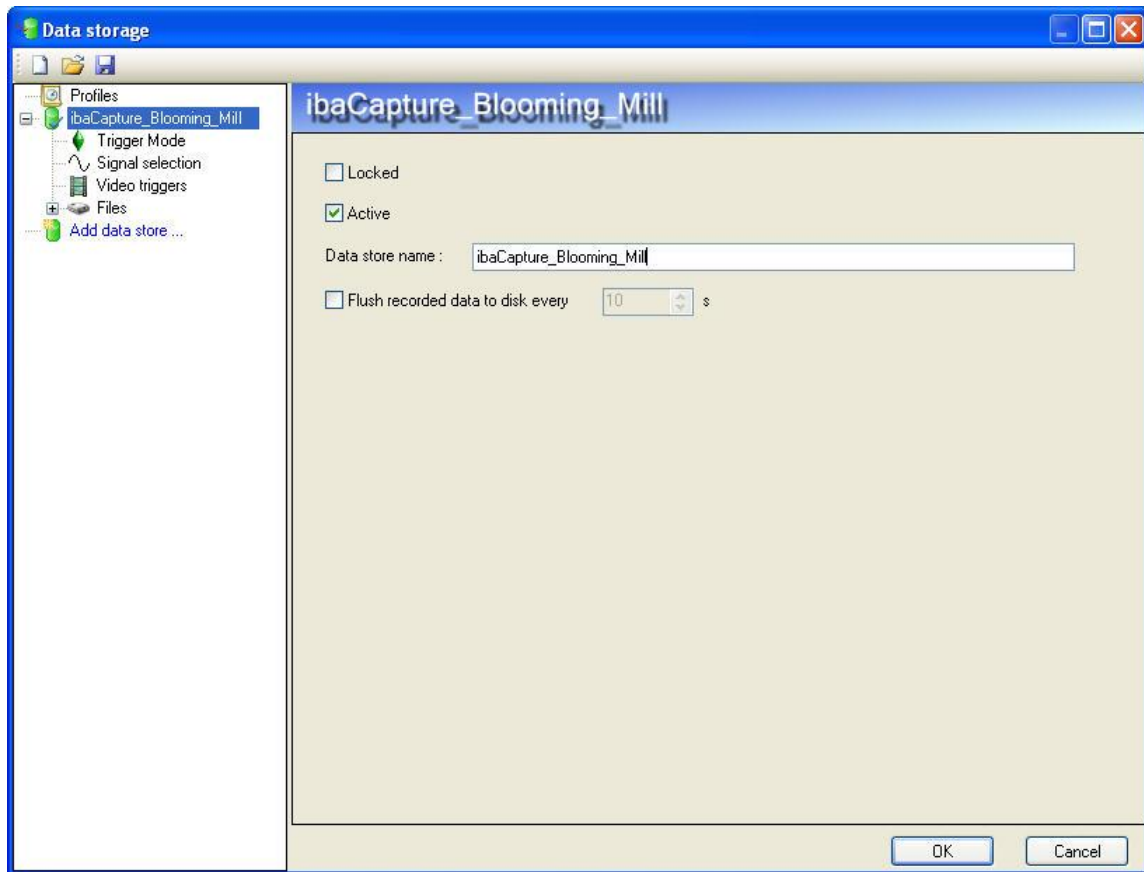 Data storage
Profiles
ibaCapture_Blooming_Mill
Trigger Mode
Signal selection
Video triggers
Files
Add data store ...
ibaCapture_Blooming_Mill
Locked
Active
Data store name : ibaCapture_Blooming_Mill
Flush recorded data to disk every 10 s
OK Cancel